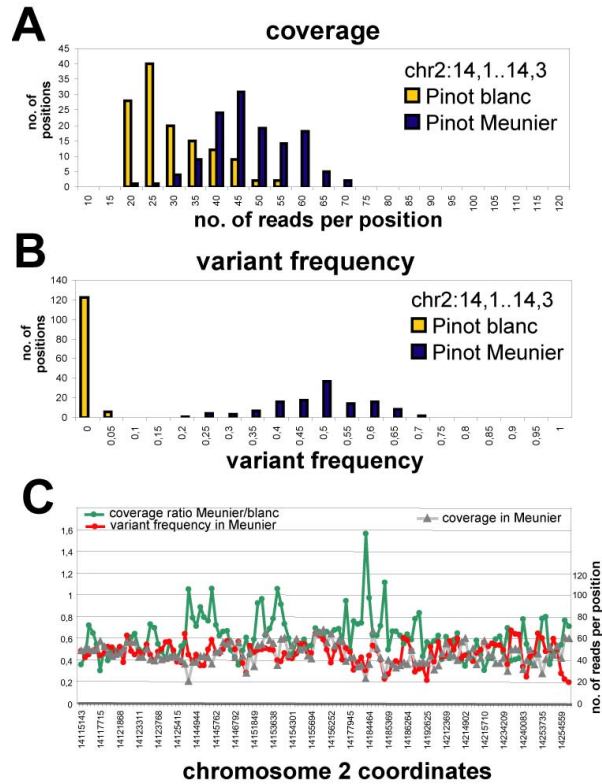 A
coverage
no. of
positions
45
40
35
30
25
20
15
10
5
0
chr2:14,1..14,3
Pinot blanc
Pinot Meunier
10 15 20 25 30 35 40 45 50 55 60 65 70 75 80 85 90 95 100 105 110 115 120
no. of reads per position
B
variant frequency
no. of
positions
140
120
100
80
60
40
20
0
chr2:14,1..14,3
Pinot blanc
Pinot Meunier
0 0,05 0,1 0,15 0,2 0,25 0,3 0,35 0,4 0,45 0,5 0,55 0,6 0,65 0,7 0,75 0,8 0,85 0,9 0,95 1
variant frequency
C
coverage ratio Meunier/blanc
variant frequency in Meunier
coverage in Meunier
1,6
1,4
1,2
1
0,8
0,6
0,4
0,2
0
120
100
80
60
40
20
0
no. of reads per position
14115143 14117715 14121868 14123311 14123768 14125415 14144944 14145762 14146792 14151849 14153638 14154301 14155694 14156252 14177945 14184464 14185369 14186264 14192625 14212369 14214902 14215710 14234209 14240083 14253735 14254559
chromosome 2 coordinates